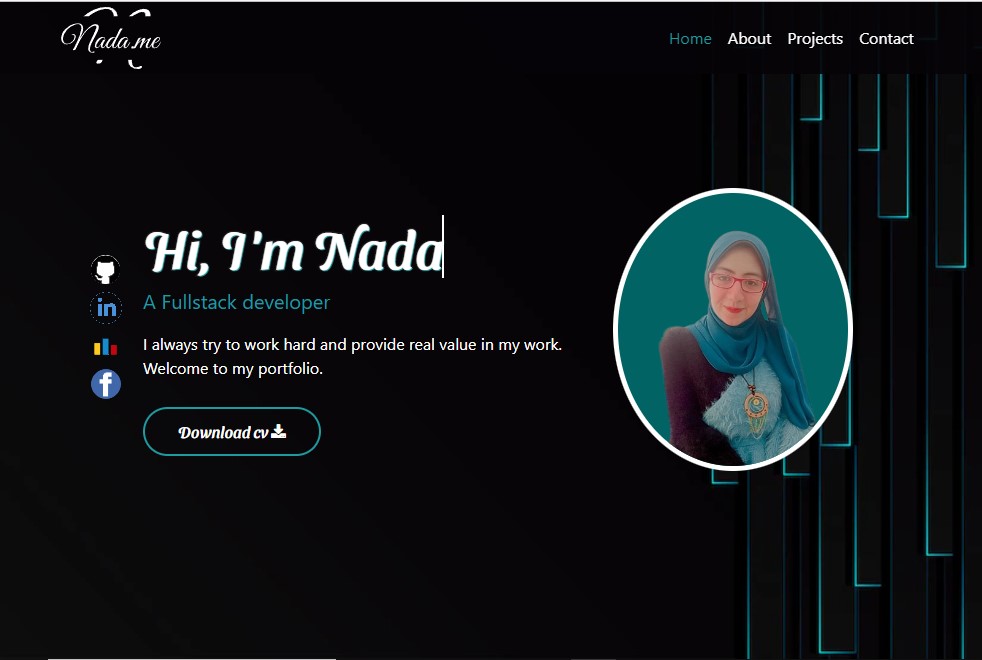 Nada.me
Home About Projects Contact
Hi, I'm Nada
A Fullstack developer
I always try to work hard and provide real value in my work.
Welcome to my portfolio.
Download cv
in
f